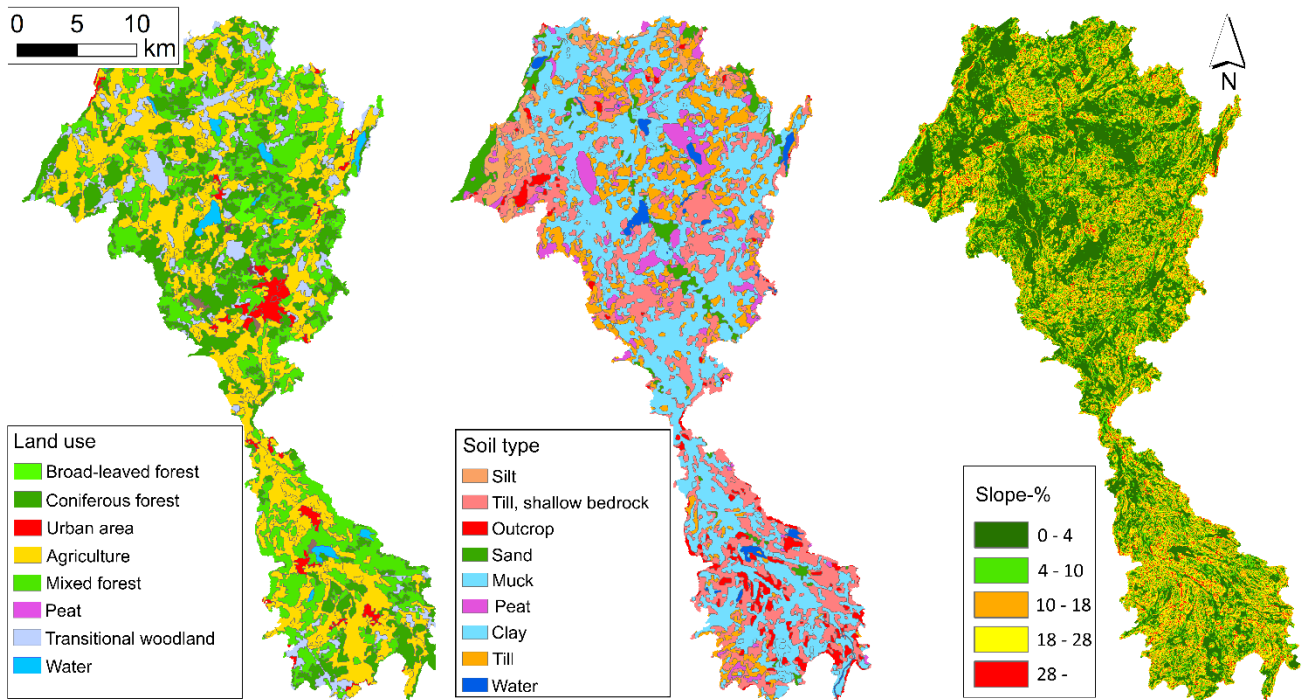 0 5 10
km
N
Land use
Broad-leaved forest
Coniferous forest
Urban area
Agriculture
Mixed forest
Peat
Transitional woodland
Water
Soil type
Silt
Till, shallow bedrock
Outcrop
Sand
Muck
Peat
Clay
Till
Water
Slope-%
0 - 4
4 - 10
10 - 18
18 - 28
28 -